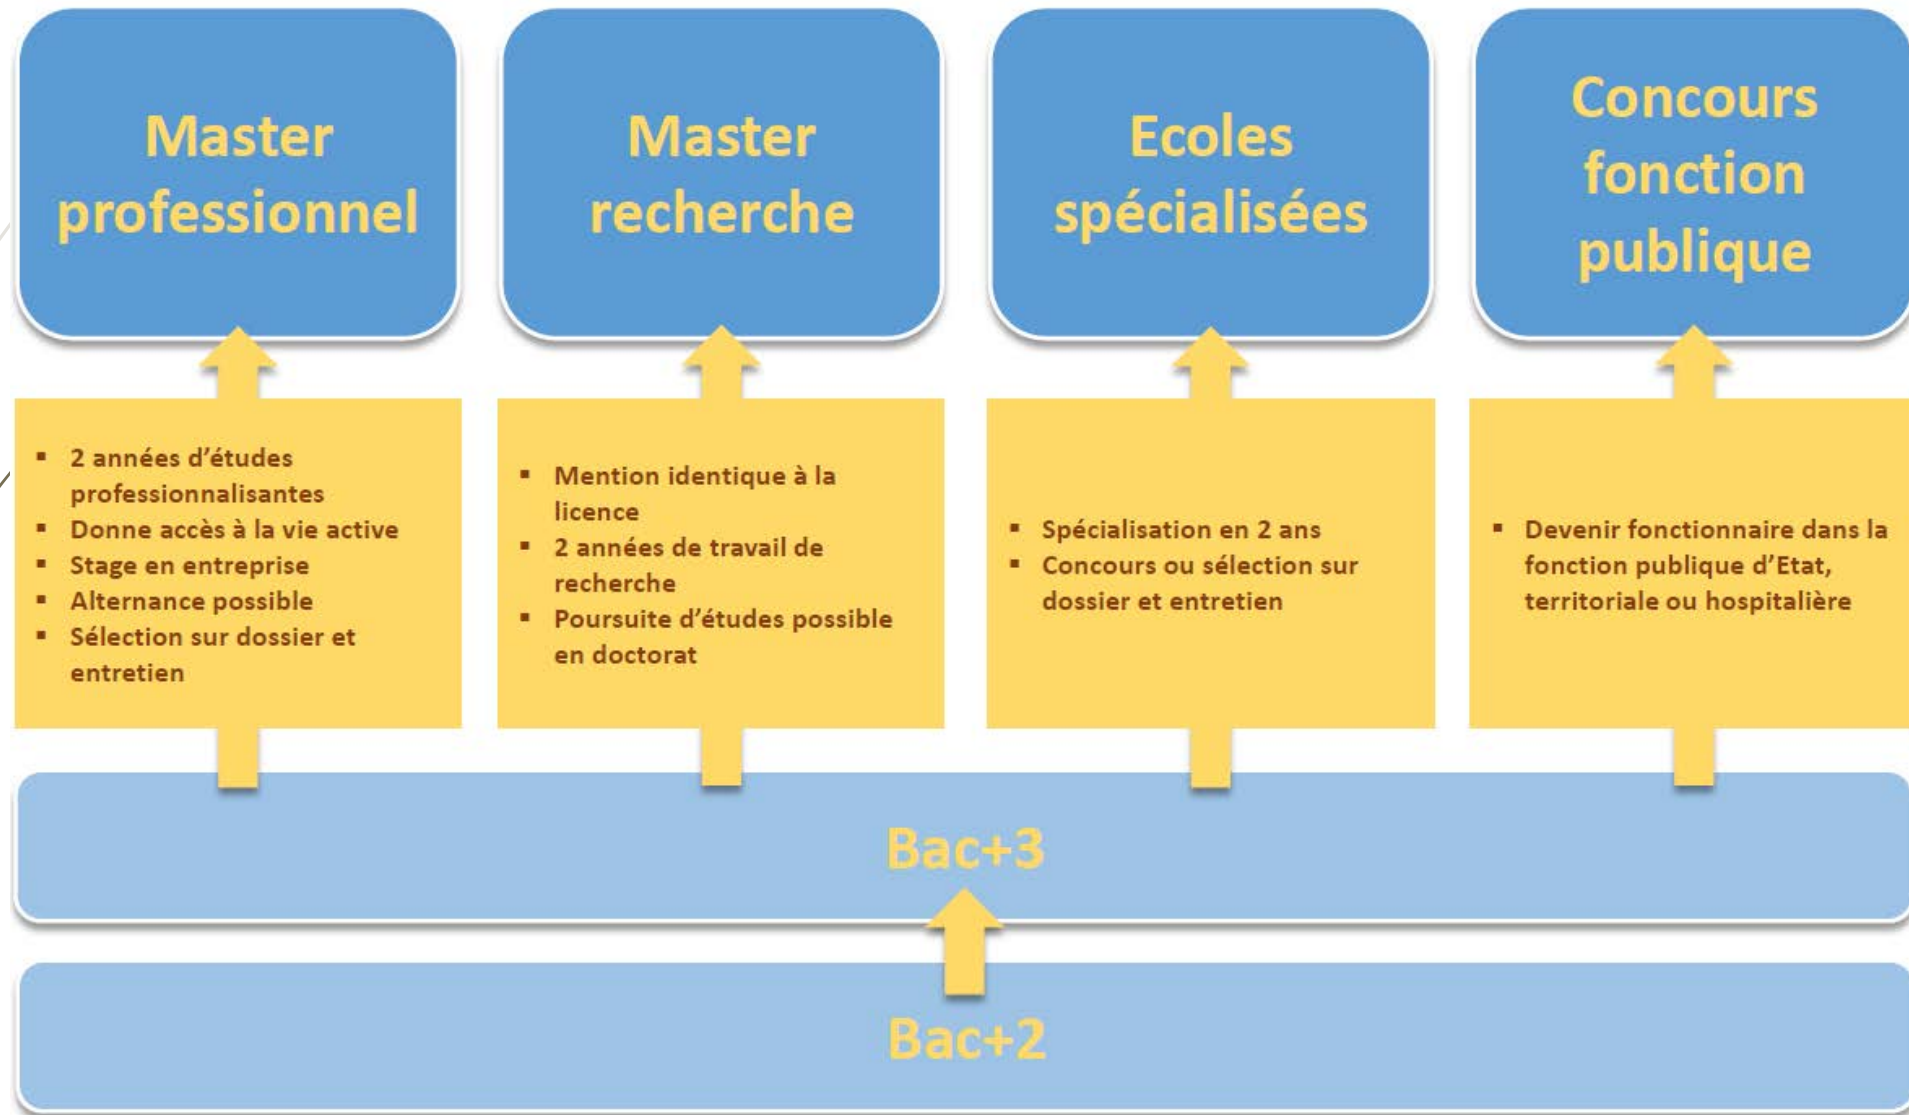 Master
professionnel
Master
recherche
Ecoles
spécialisées
Concours
fonction
publique
▪ 2 années d’études
professionnalisantes
▪ Donne accès à la vie active
▪ Stage en entreprise
▪ Alternance possible
▪ Sélection sur dossier et
entretien
▪ Mention identique à la
licence
▪ 2 années de travail de
recherche
▪ Poursuite d’études possible
en doctorat
▪ Spécialisation en 2 ans
▪ Concours ou sélection sur
dossier et entretien
▪ Devenir fonctionnaire dans la
fonction publique d’Etat,
territoriale ou hospitalière
Bac+3
Bac+2